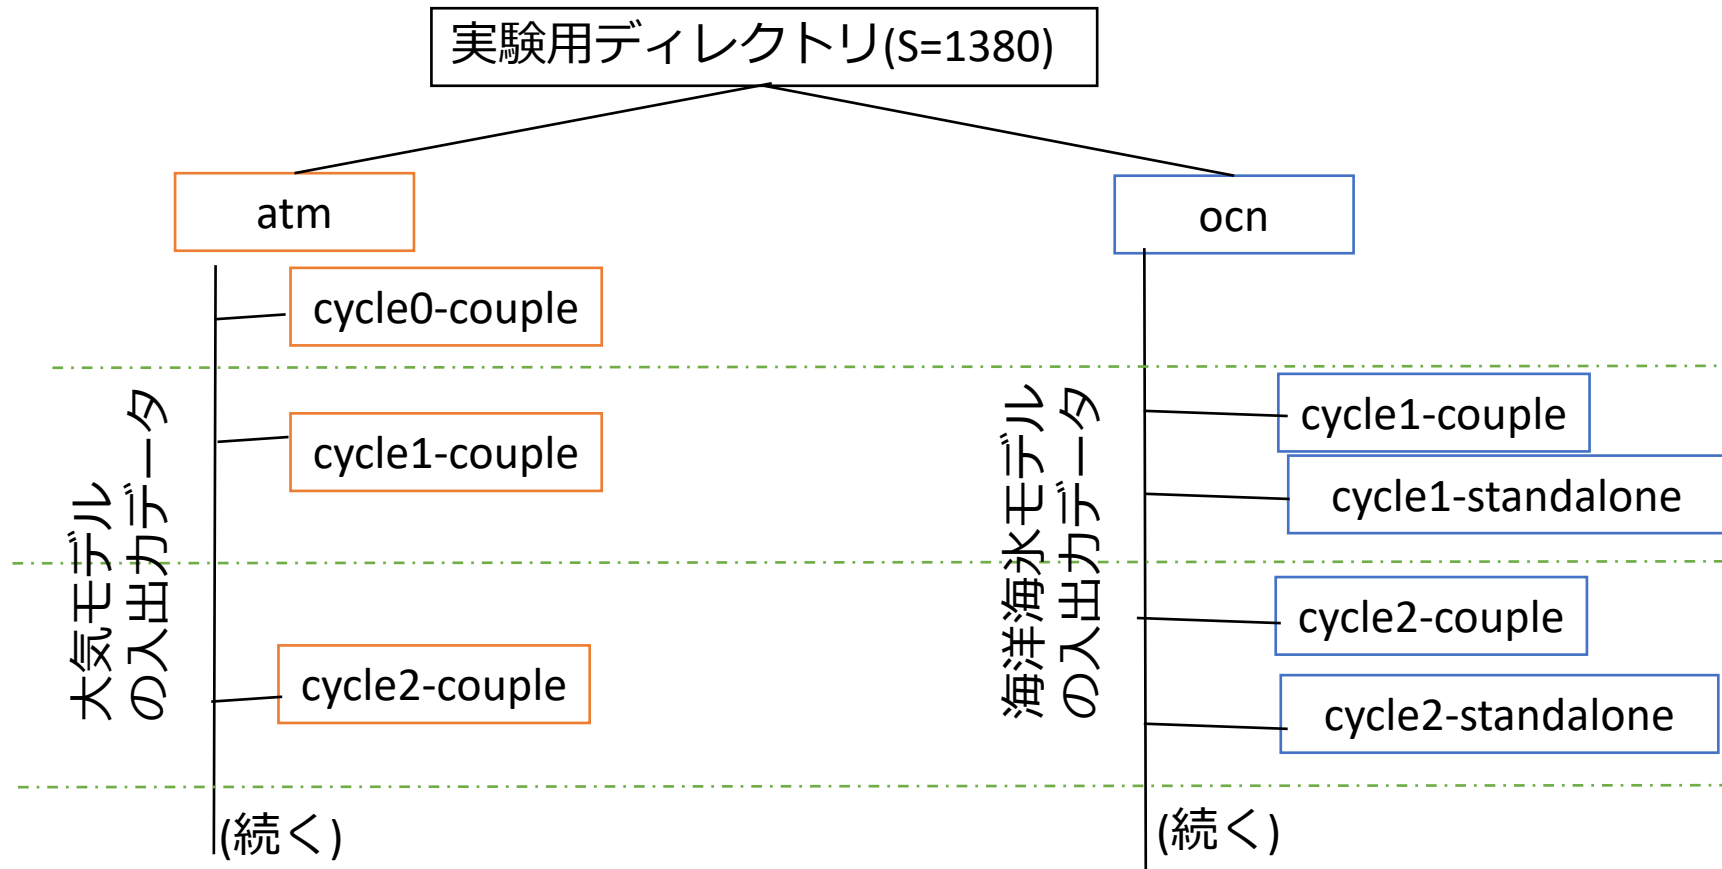 実験用ディレクトリ(S=1380)
atm
ocn
cycle0-couple
cycle1-couple
cycle2-couple
大気モデル
の入出力データ
(続く)
cycle1-couple
cycle1-standalone
cycle2-couple
cycle2-standalone
海洋海氷モデル
の入出力データ
(続く)